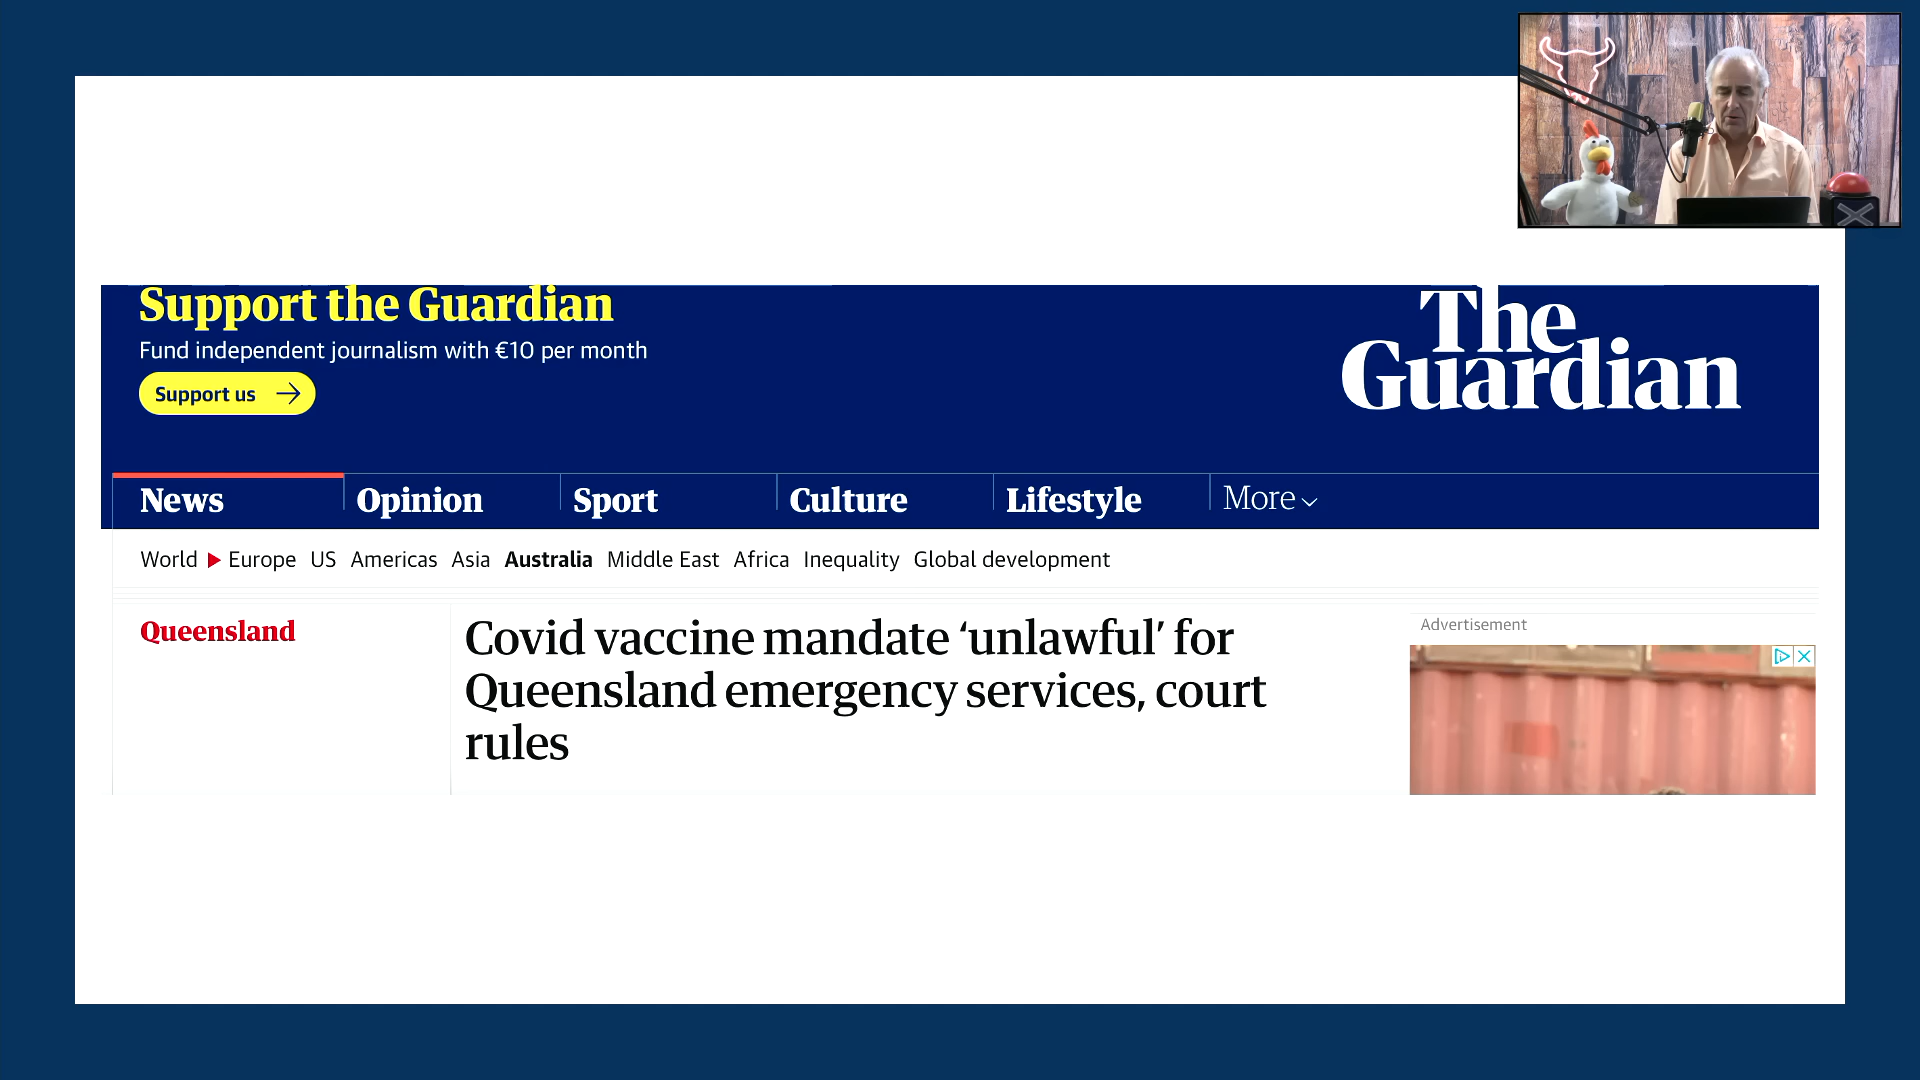 Support the Guardian
Fund independent journalism with €10 per month
Support us
The
Guardian
News
Opinion
Sport
Culture
Lifestyle
More
World
Europe
US
Americas
Asia
Australia
Middle East
Africa
Inequality
Global development
Queensland
Covid vaccine mandate ‘unlawful’ for
Queensland emergency services, court
rules
Advertisement